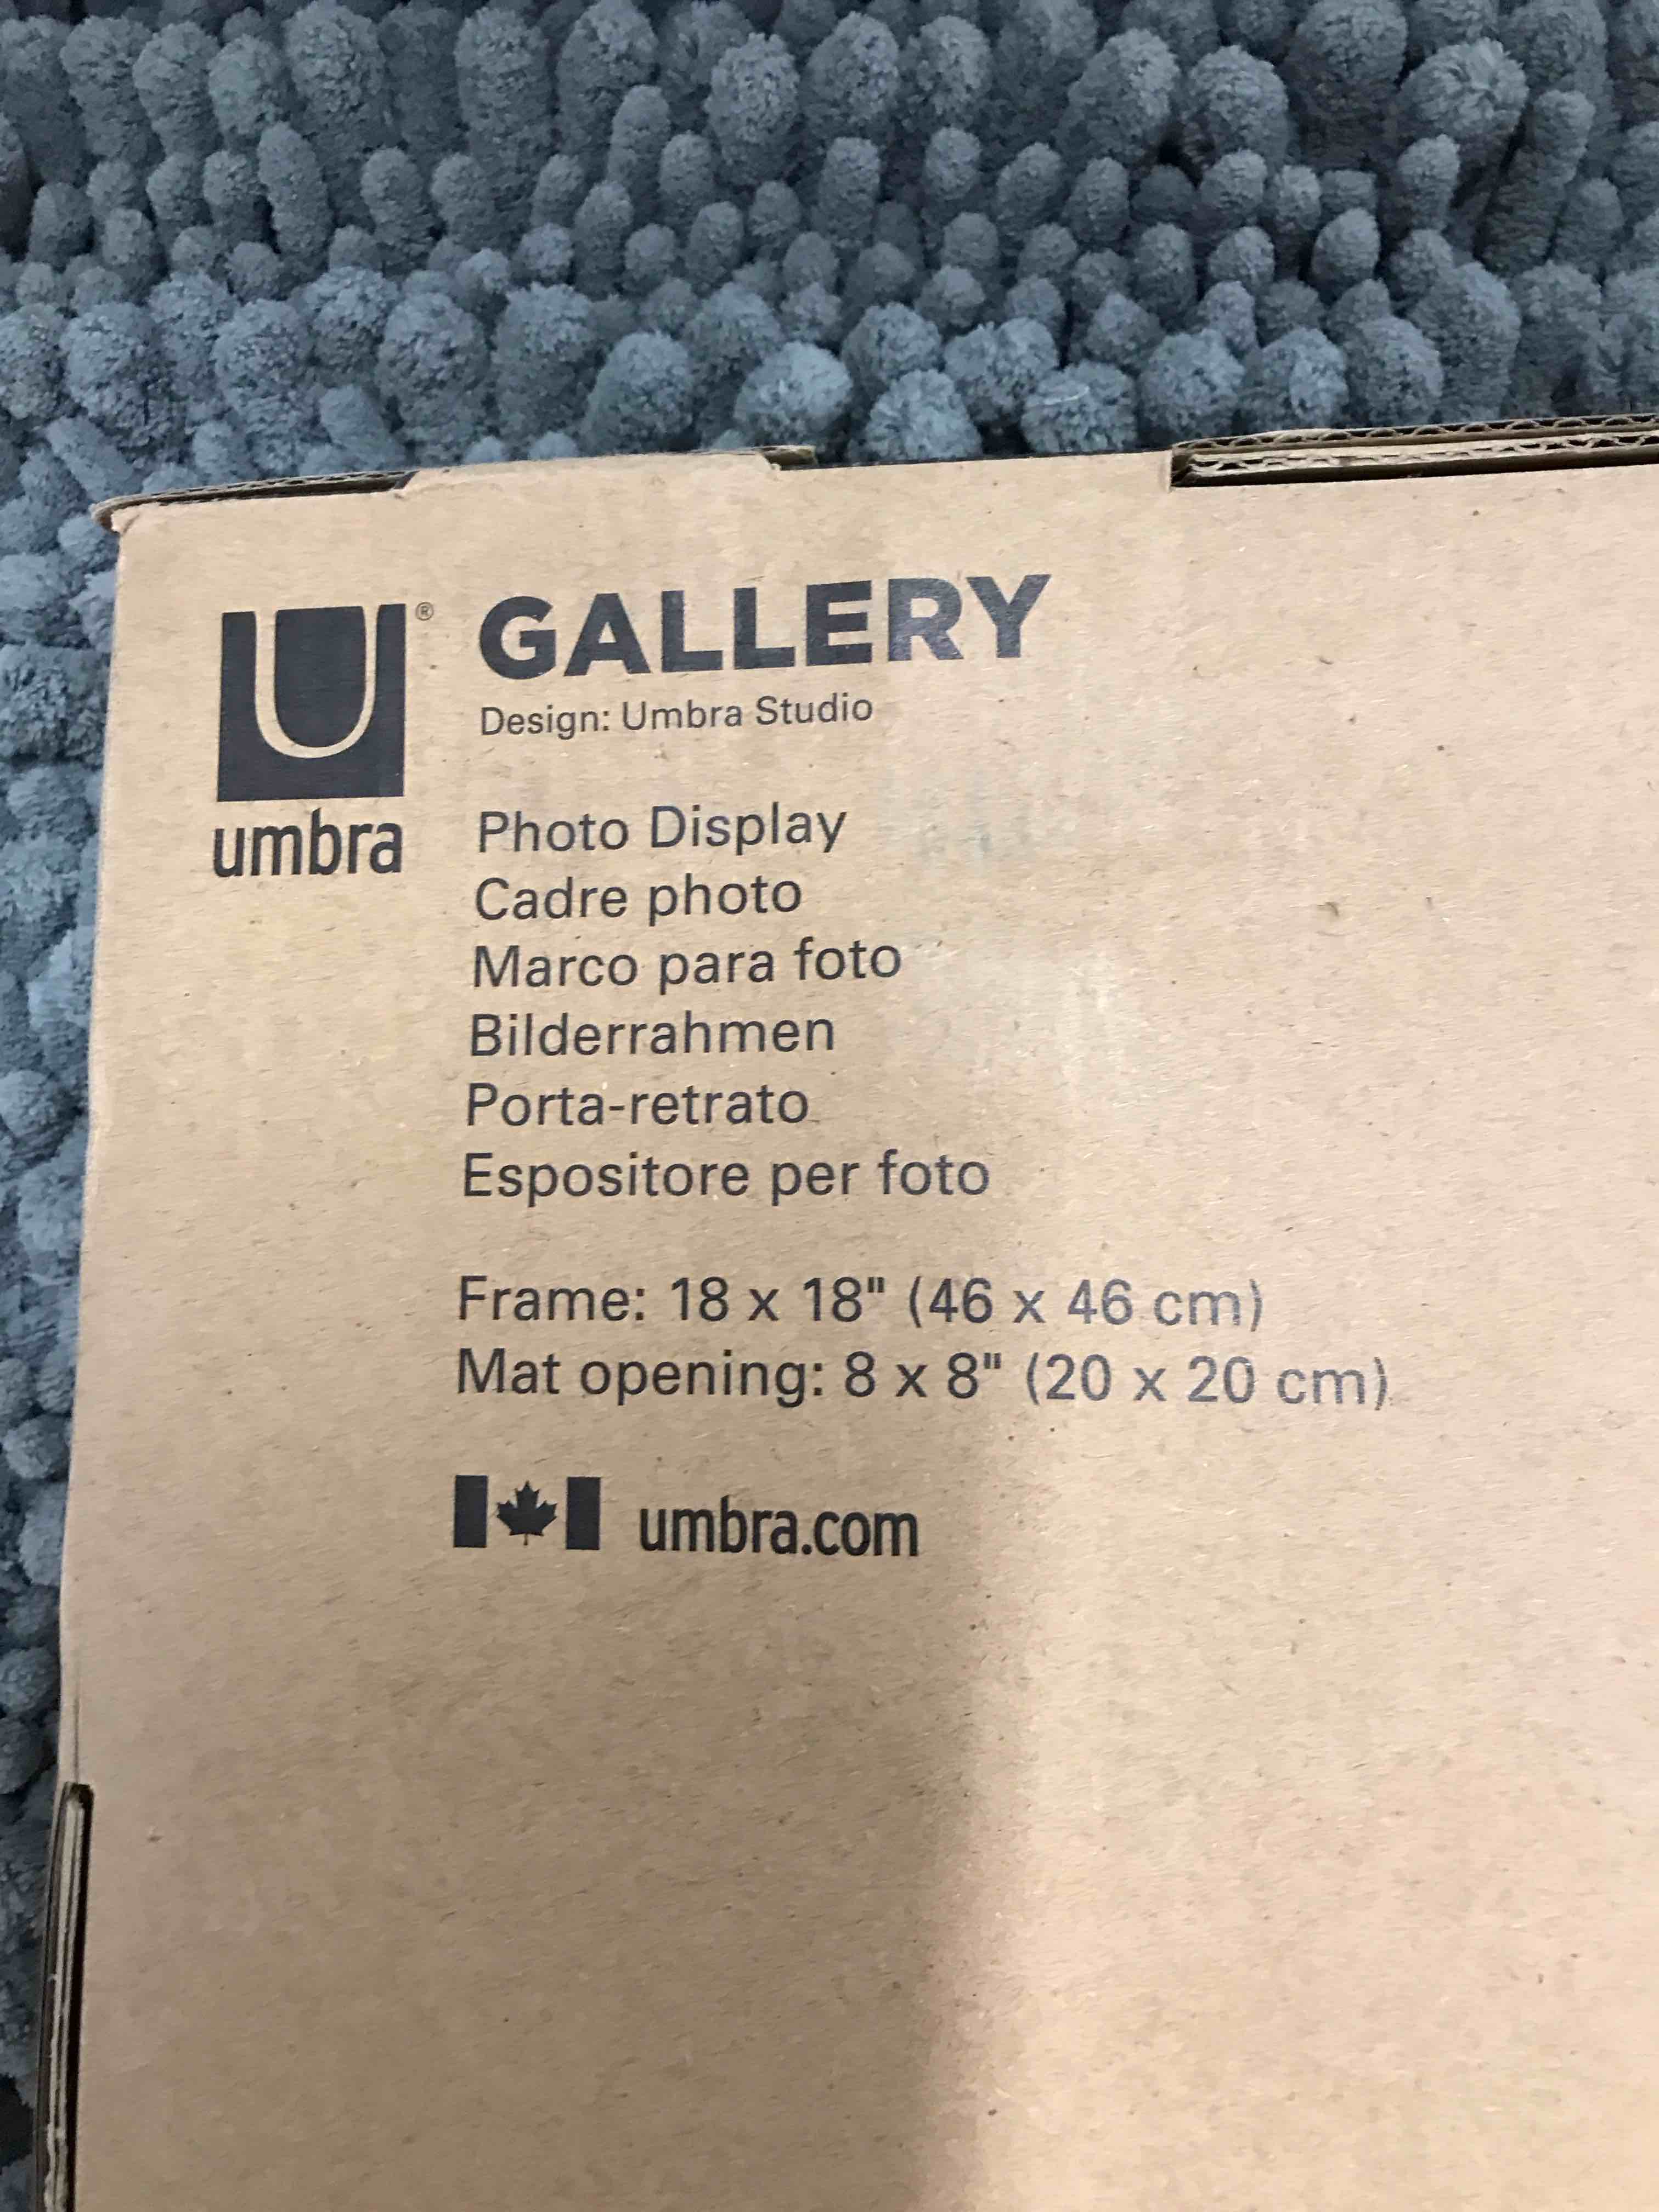 GALLERY
Design: Umbra Studio
U®
umbra
Photo Display
Cadre photo
Marco para foto
Bilderrahmen
Porta-retrato
Espositore per foto
Frame: 18 x 18" (46 x 46 cm)
Mat opening: 8 x 8" (20 x 20 cm)
umbra.com